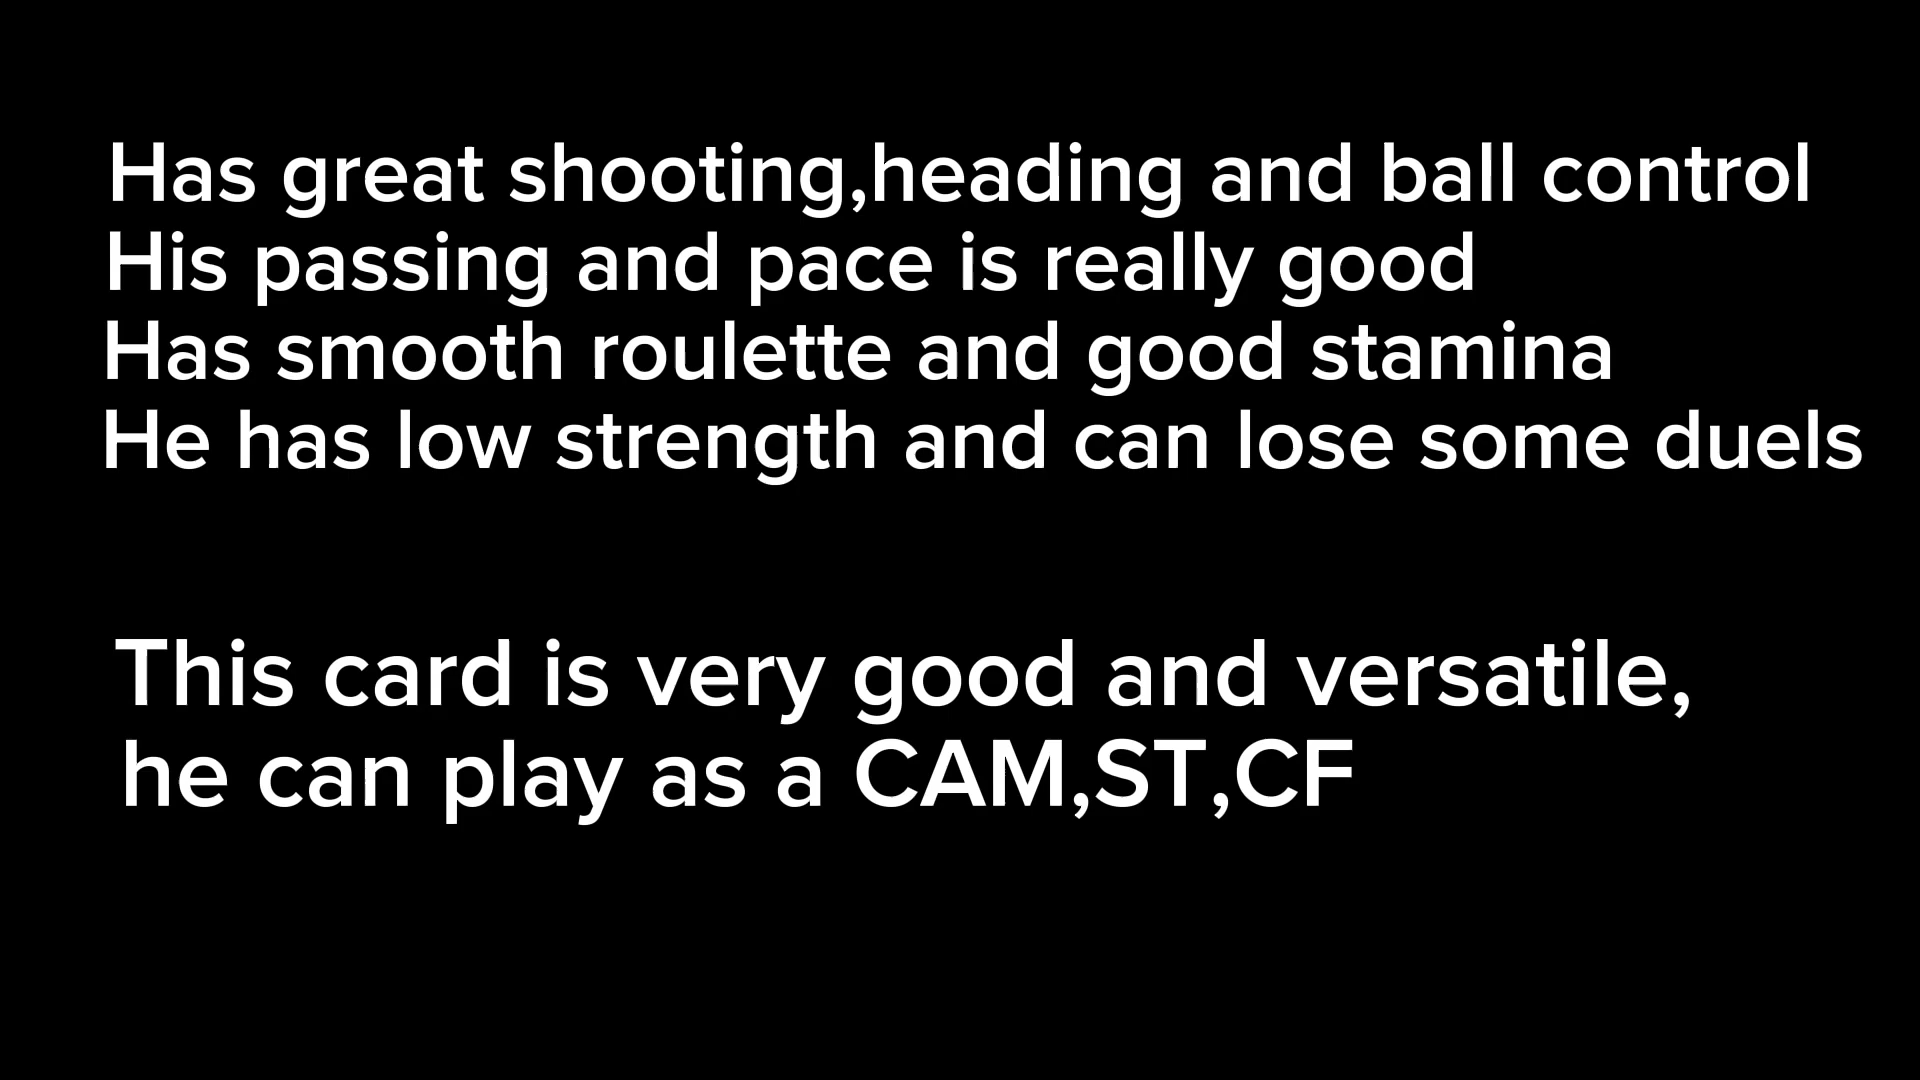 Has great shooting,heading and ball control
His passing and pace is really good
Has smooth roulette and good stamina
He has low strength and can lose some duels
This card is very good and versatile,
he can play as a CAM,ST,CF